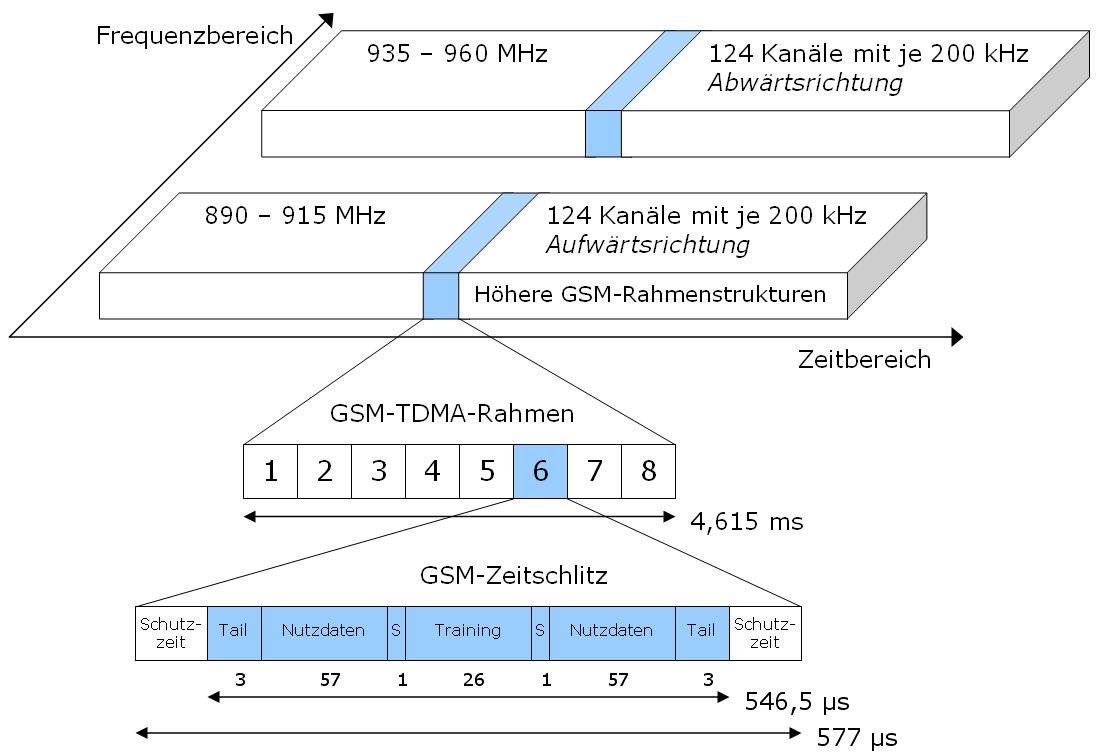 Frequenzbereich
935 – 960 MHz
124 Kanäle mit je 200 kHz
Abwärtsrichtung
890 – 915 MHz
124 Kanäle mit je 200 kHz
Aufwärtsrichtung
Höhere GSM-Rahmenstrukturen
Zeitbereich
GSM-TDMA-Rahmen
1 2 3 4 5 6 7 8
4,615 ms
GSM-Zeitschlitz
Schutz-
zeit
Tail
Nutzdaten
S
Training
S
Nutzdaten
Tail
Schutz-
zeit
3 57 1 26 1 57 3
546,5 µs
577 µs